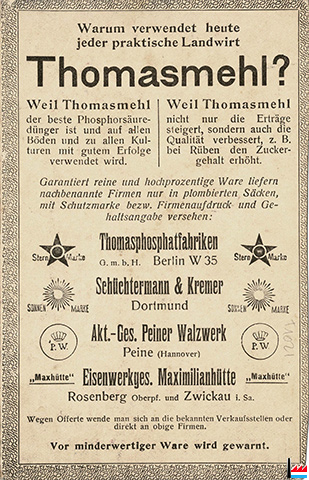 Warum verwendet heute
jeder praktische Landwirt
Thomasmehl?
Weil Thomasmehl
der beste Phosphorsäure-
dünger ist und auf allen
Böden und zu allen Kul-
turen mit gutem Erfolge
verwendet wird.
Weil Thomasmehl
nicht nur die Erträge
steigert, sondern auch die
Qualität verbessert, z. B.
bei Rüben den Zucker-
gehalt erhöht.
Garantiert reine und hochprozentige Ware liefern
nachbenannte Firmen nur in plombierten Säcken,
mit Schutzmarke bezw. Firmenaufdruck und Ge-
haltsangabe versehen:
Stern Marke
Thomasphosphatfabriken
G. m. b. H. Berlin W 35
Stern Marke
SONNEN MARKE
Schüchtermann & Kremer
Dortmund
SONNEN MARKE
P. W.
Akt.-Ges. Peiner Walzwerk
Peine (Hannover)
P. W.
„Maxhütte"
Eisenwerkges. Maximilianhütte
„Maxhütte"
Rosenberg Oberpf. und Zwickau i. Sa.
Wegen Offerte wende man sich an die bekannten Verkaufsstellen oder
direkt an obige Firmen.
Vor minderwertiger Ware wird gewarnt.